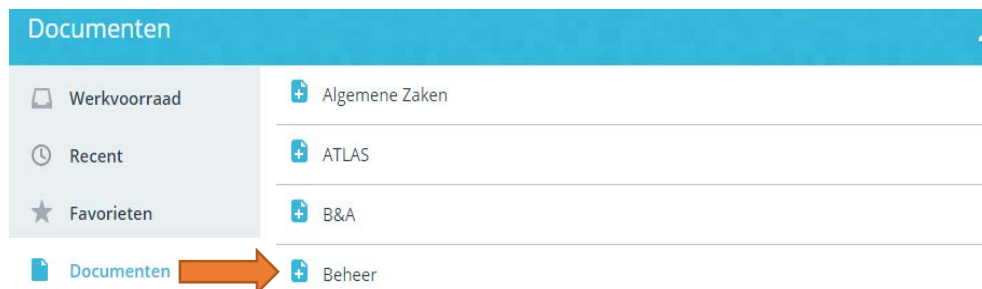 Documenten
Werkvoorraad
Recent
Favorieten
Documenten
Algemene Zaken
ATLAS
B&A
Beheer